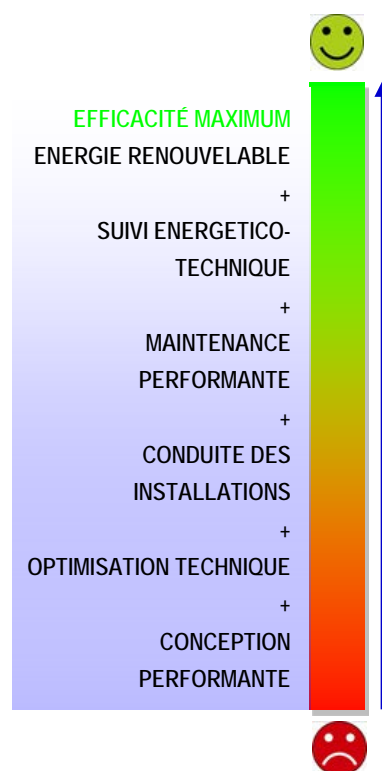 EFFICACITÉ MAXIMUM
ENERGIE RENOUVELABLE
+
SUIVI ENERGETICO-
TECHNIQUE
+
MAINTENANCE
PERFORMANTE
+
CONDUITE DES
INSTALLATIONS
+
OPTIMISATION TECHNIQUE
+
CONCEPTION
PERFORMANTE